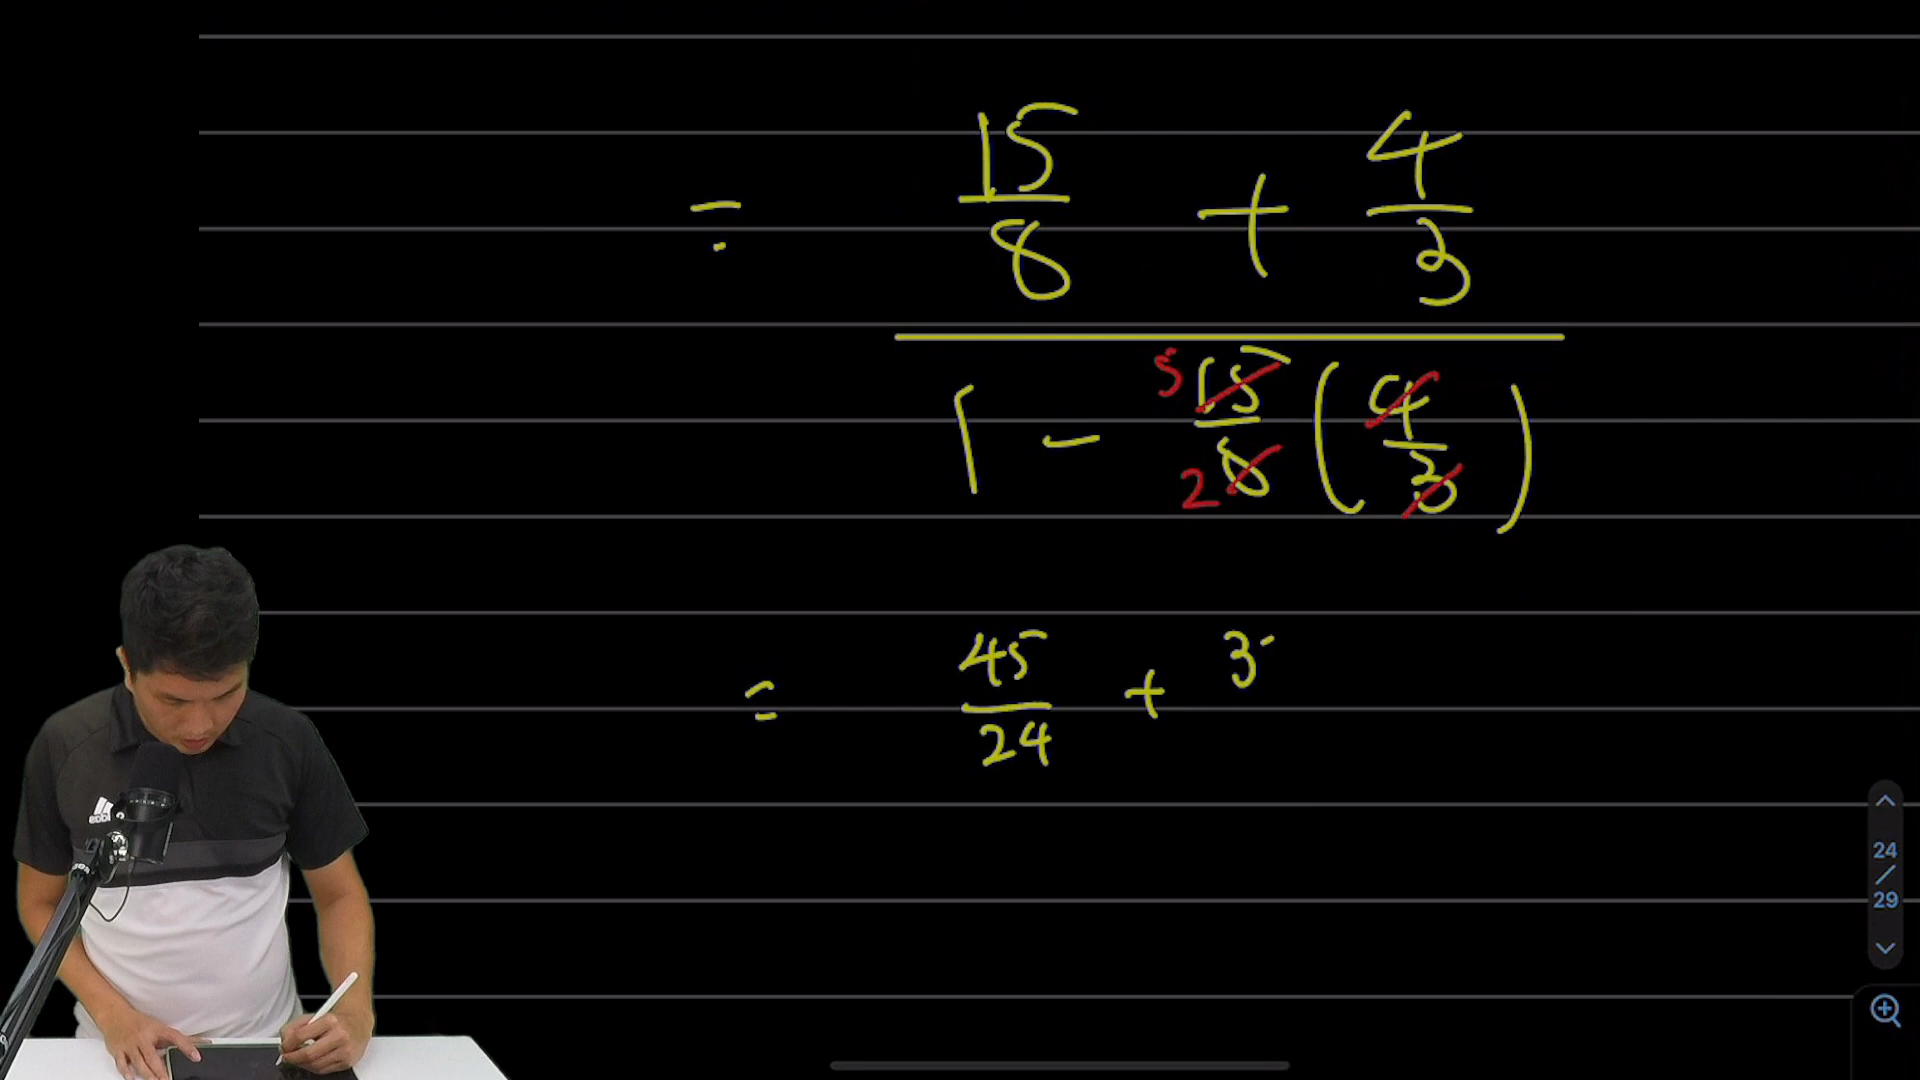 = 15/8 + 4/3
1 - 5 15/8 2 (4/3)
= 45/24 + 3
24
/
29